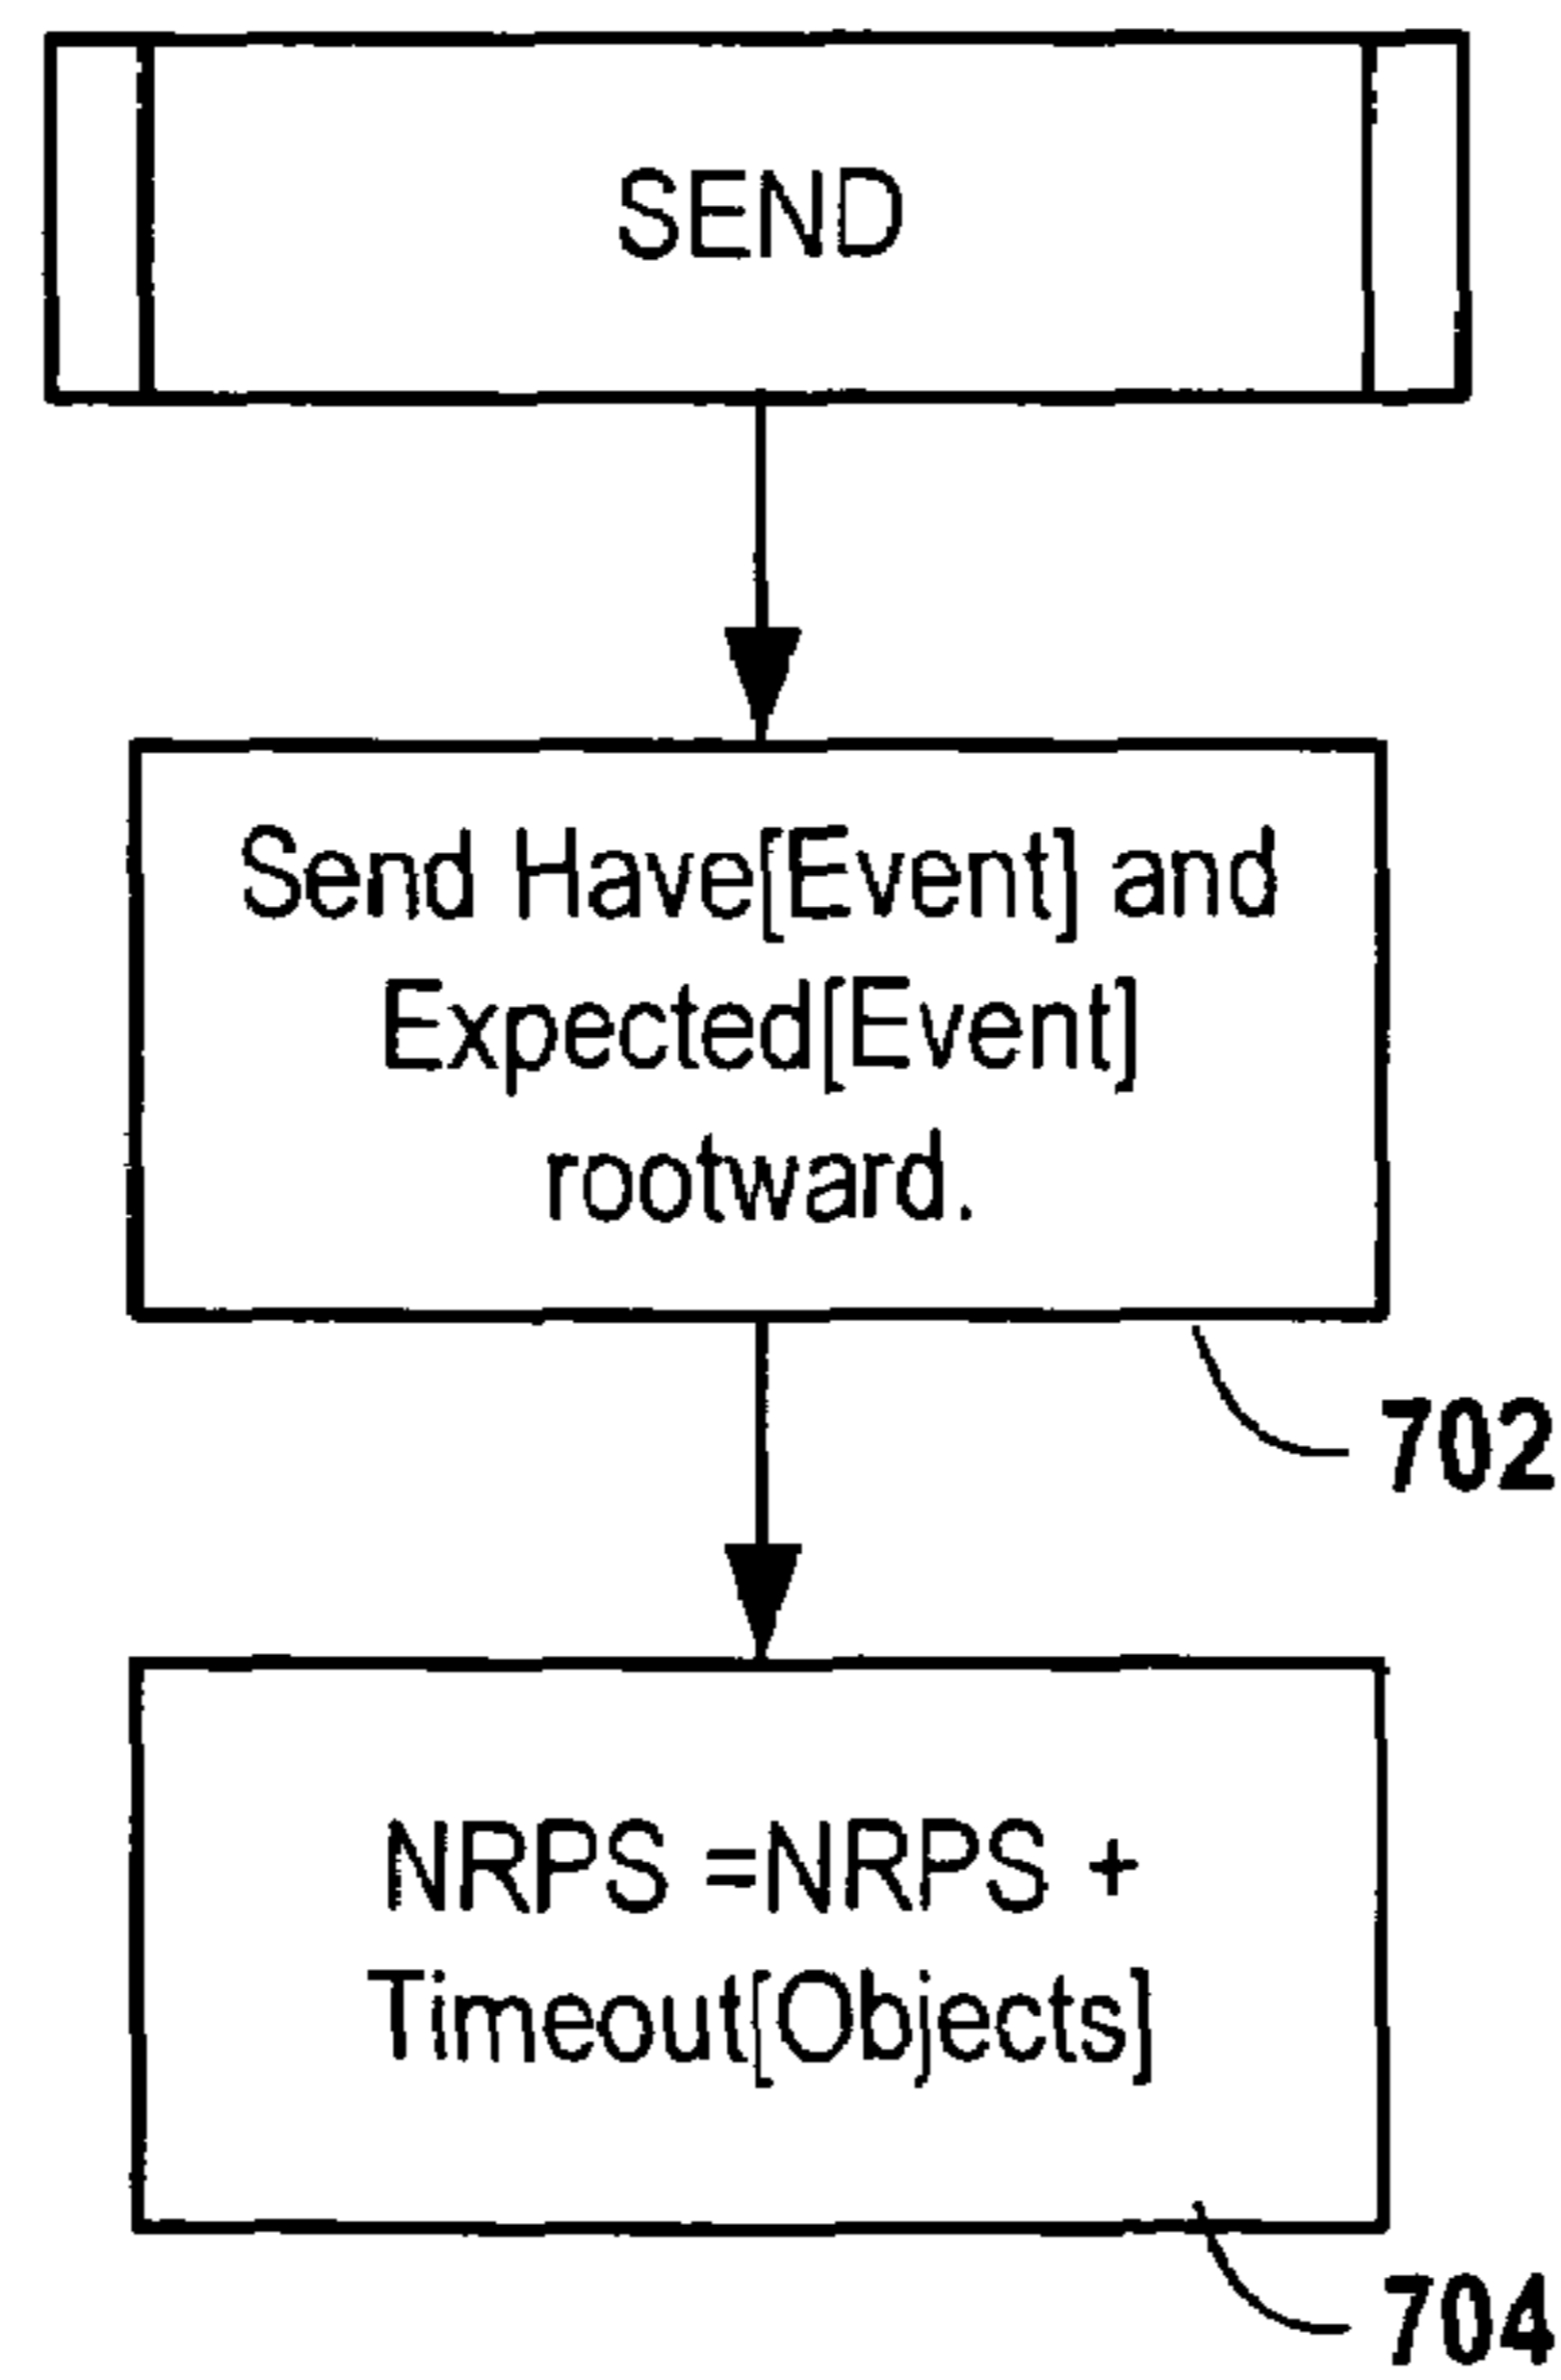 SEND
Send Have[Event] and
Expected[Event]
rootward.
702
NRPS =NRPS +
Timeout[Objects]
704